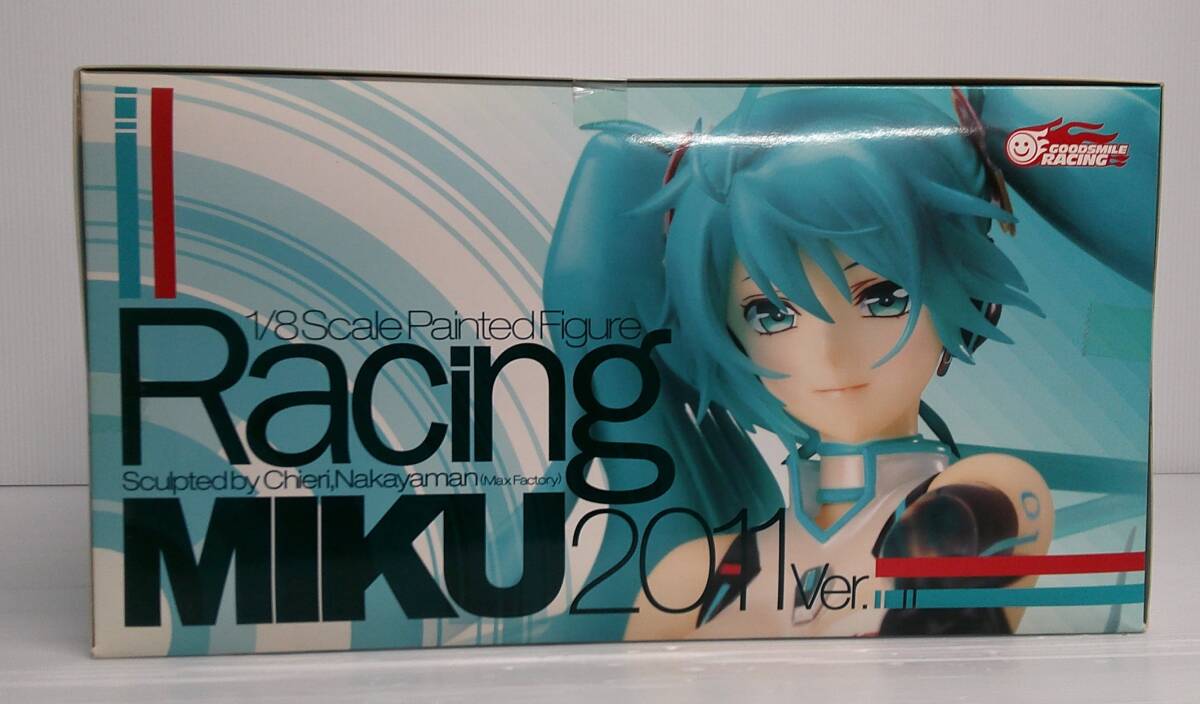 GOODSMILE
RACING
1/8 Scale Painted Figure
Racing
Sculpted by Chieri,Nakayaman (Max Factory)
MIKU 2011 Ver.